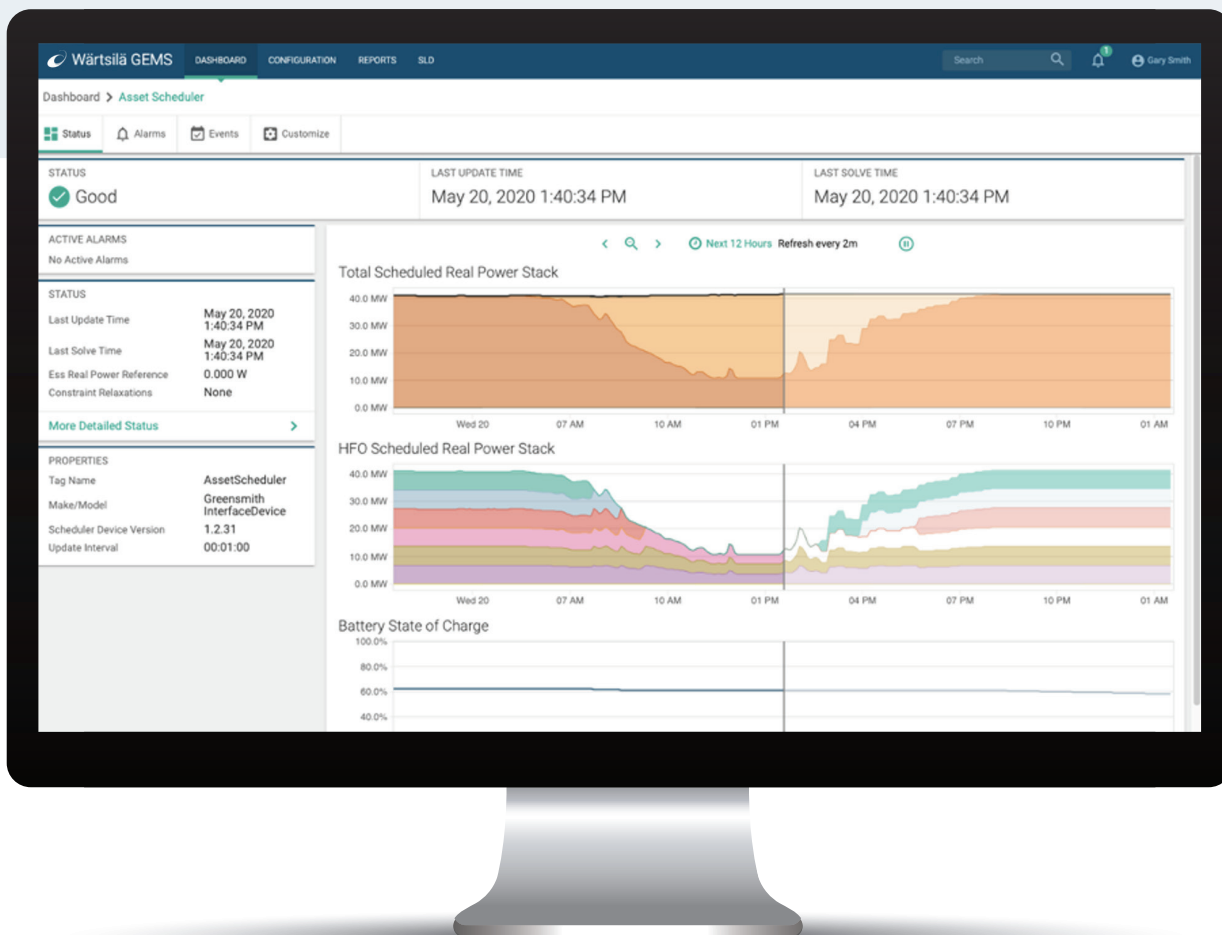 Wärtsilä GEMS DASHBOARD CONFIGURATION REPORTS SLD Search 1 Gary Smith
Dashboard > Asset Scheduler
Status Alarms Events Customize
STATUS
Good
LAST UPDATE TIME
May 20, 2020 1:40:34 PM
LAST SOLVE TIME
May 20, 2020 1:40:34 PM
ACTIVE ALARMS
No Active Alarms
STATUS
Last Update Time May 20, 2020
1:40:34 PM
Last Solve Time May 20, 2020
1:40:34 PM
Ess Real Power Reference 0.000 W
Constraint Relaxations None
More Detailed Status >
PROPERTIES
Tag Name AssetScheduler
Make/Model Greensmith
InterfaceDevice
Scheduler Device Version 1.2.31
Update Interval 00:01:00
< > Next 12 Hours Refresh every 2m
Total Scheduled Real Power Stack
40.0 MW
30.0 MW
20.0 MW
10.0 MW
0.0 MW
Wed 20 07 AM 10 AM 01 PM 04 PM 07 PM 10 PM 01 AM
HFO Scheduled Real Power Stack
40.0 MW
30.0 MW
20.0 MW
10.0 MW
0.0 MW
Wed 20 07 AM 10 AM 01 PM 04 PM 07 PM 10 PM 01 AM
Battery State of Charge
100.0%
80.0%
60.0%
40.0%